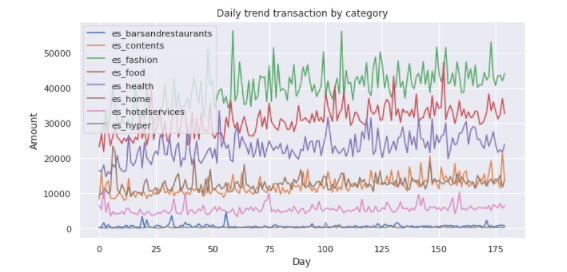 Daily trend transaction by category
es_barsandrestaurants
es_contents
es_fashion
es_food
es_health
es_home
es_hotelservices
es_hyper
50000
40000
30000
20000
10000
0
Amount
0 25 50 75 100 125 150 175
Day